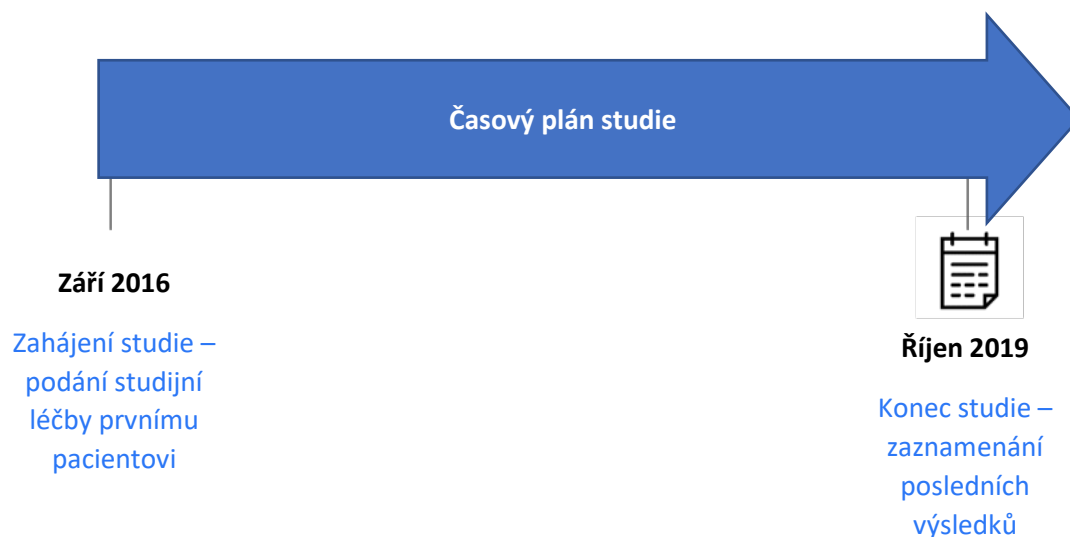 Časový plán studie
Září 2016
Zahájení studie –
podání studijní
léčby prvnímu
pacientovi
Říjen 2019
Konec studie –
zaznamenání
posledních
výsledků